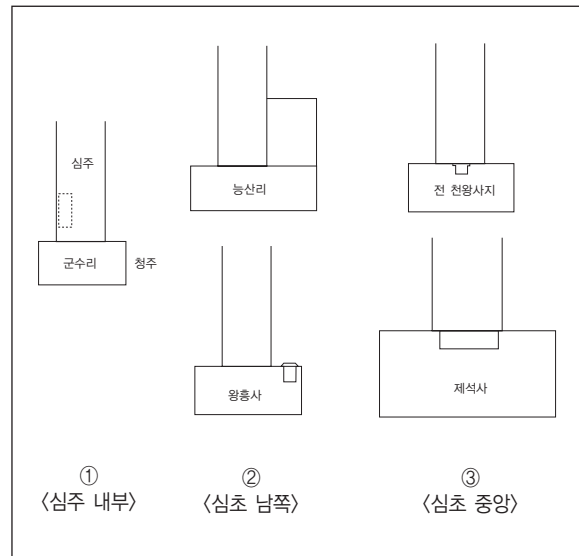 심주
군수리
청주
능산리
왕흥사
전 천왕사지
제석사
①
〈심주 내부〉
②
〈심초 남쪽〉
③
〈심초 중앙〉